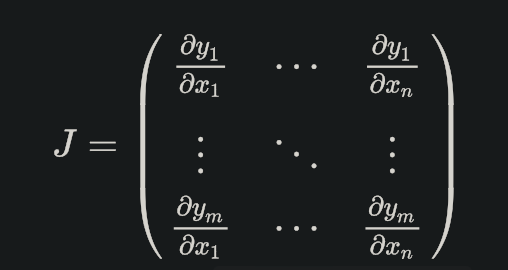 J = \begin{pmatrix} \frac{\partial y_1}{\partial x_1} & \cdots & \frac{\partial y_1}{\partial x_n} \\ \vdots & \ddots & \vdots \\ \frac{\partial y_m}{\partial x_1} & \cdots & \frac{\partial y_m}{\partial x_n} \end{pmatrix}